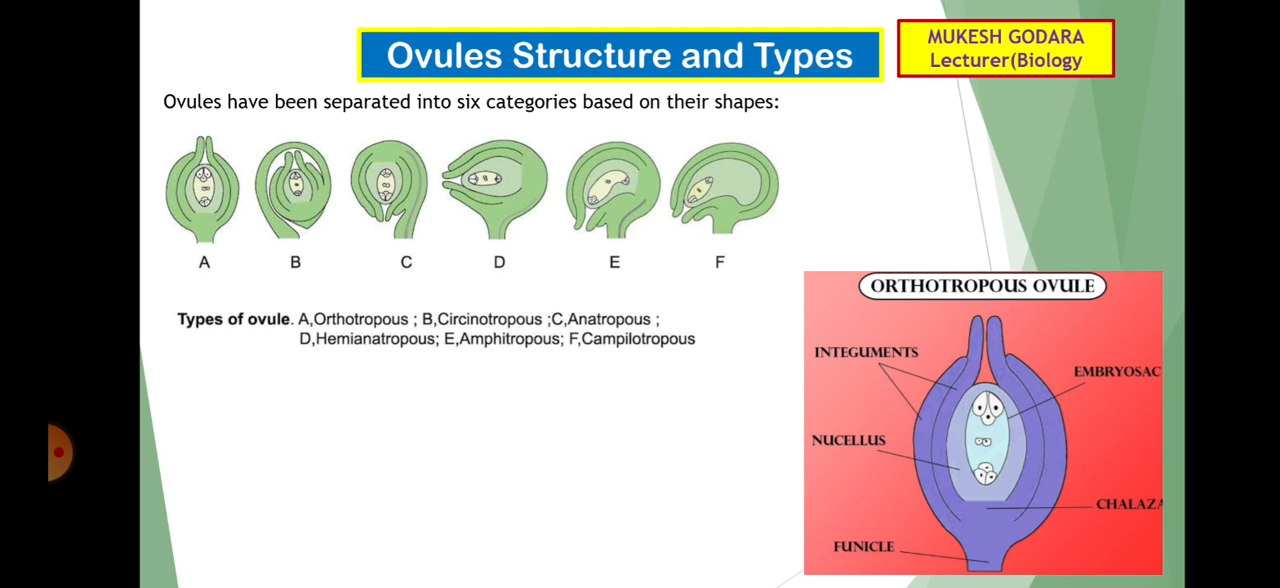 Ovules Structure and Types
MUKESH GODARA
Lecturer(Biology
Ovules have been separated into six categories based on their shapes:
A
B
C
D
E
F
Types of ovule. A,Orthotropous ; B,Circinotropous ;C,Anatropous ;
D,Hemianatropous; E,Amphitropous; F,Campilotropous
ORTHOTROPOUS OVULE
INTEGUMENTS
EMBRYOSAC
NUCELLUS
CHALAZA
FUNICLE